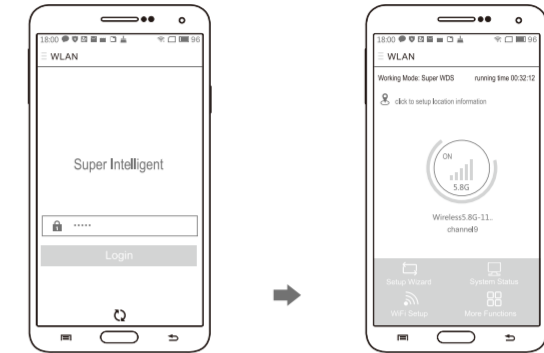 18:00
96
WLAN
Super Intelligent
•••••
Login
18:00
96
WLAN
Working Mode: Super WDS running time 00:32:12
click to setup location information
ON
5.8G
Wireless5.8G-11..
channel9
Setup Wizard System Status
WiFi Setup More Functions